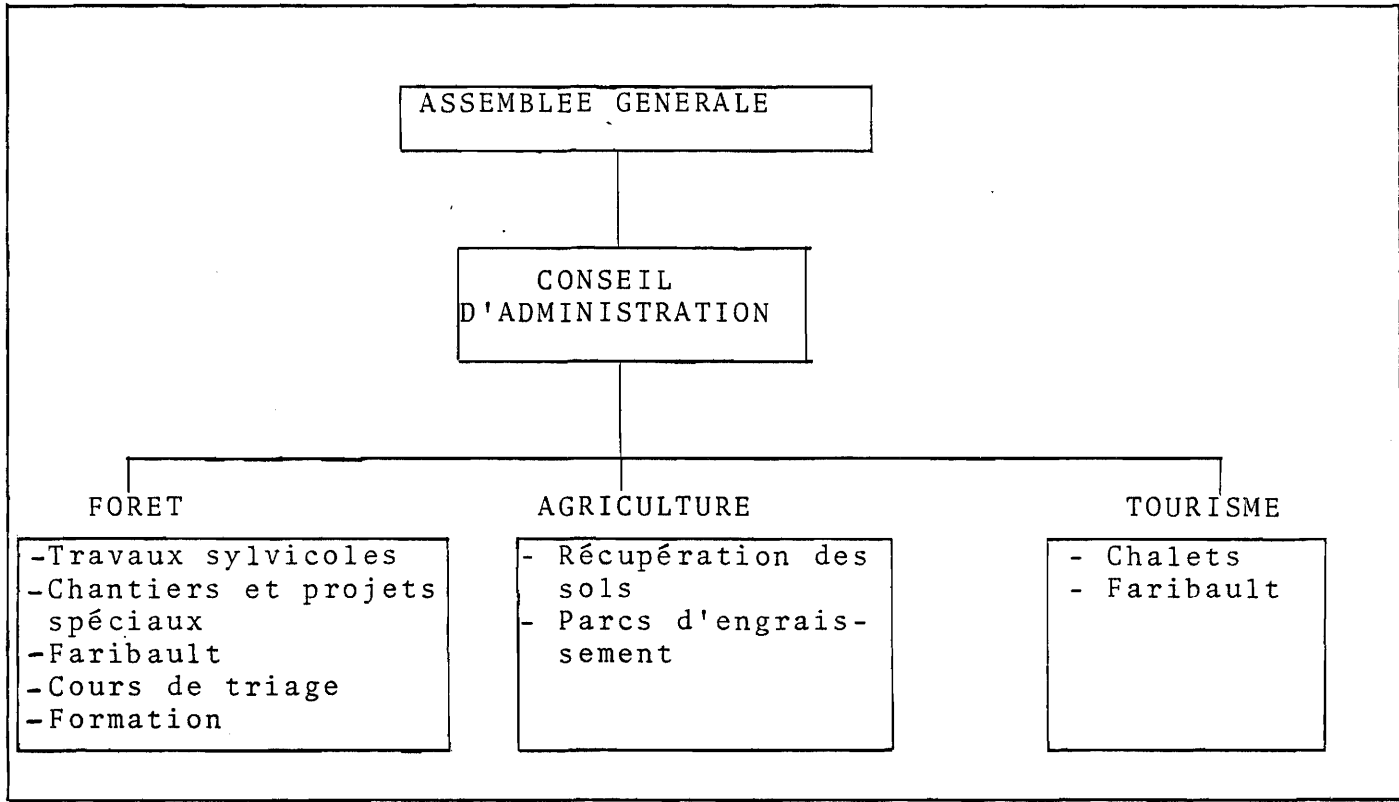 ASSEMBLEE GENERALE
CONSEIL
D'ADMINISTRATION
FORET
-Travaux sylvicoles
-Chantiers et projets
spéciaux
-Faribault
-Cours de triage
-Formation
AGRICULTURE
- Récupération des
sols
- Parcs d'engrais-
sement
TOURISME
- Chalets
- Faribault